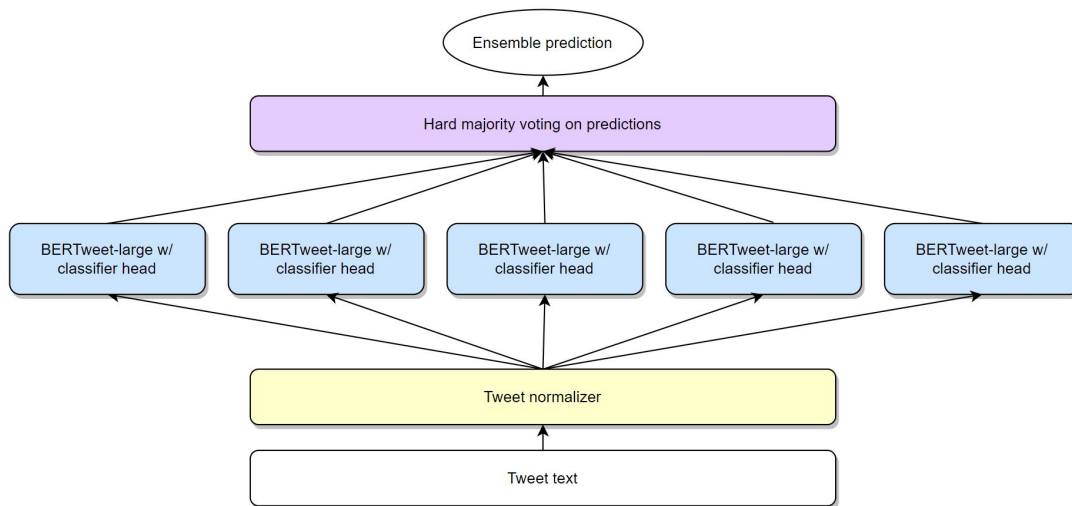 Ensemble prediction
Hard majority voting on predictions
BERTweet-large w/
classifier head
BERTweet-large w/
classifier head
BERTweet-large w/
classifier head
BERTweet-large w/
classifier head
BERTweet-large w/
classifier head
Tweet normalizer
Tweet text